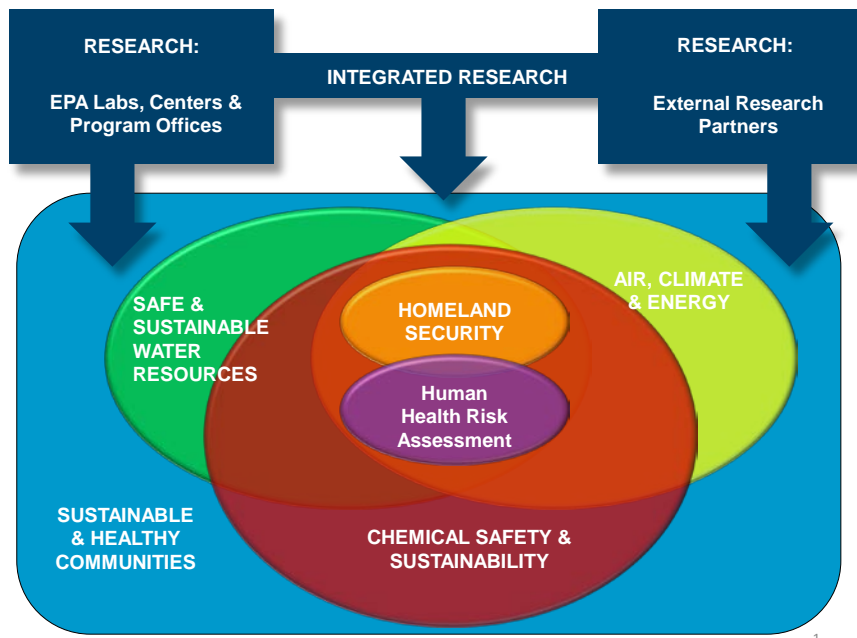 RESEARCH:
EPA Labs, Centers &
Program Offices
INTEGRATED RESEARCH
RESEARCH:
External Research
Partners
SAFE &
SUSTAINABLE
WATER
RESOURCES
HOMELAND
SECURITY
AIR, CLIMATE
& ENERGY
Human
Health Risk
Assessment
SUSTAINABLE
& HEALTHY
COMMUNITIES
CHEMICAL SAFETY &
SUSTAINABILITY
1